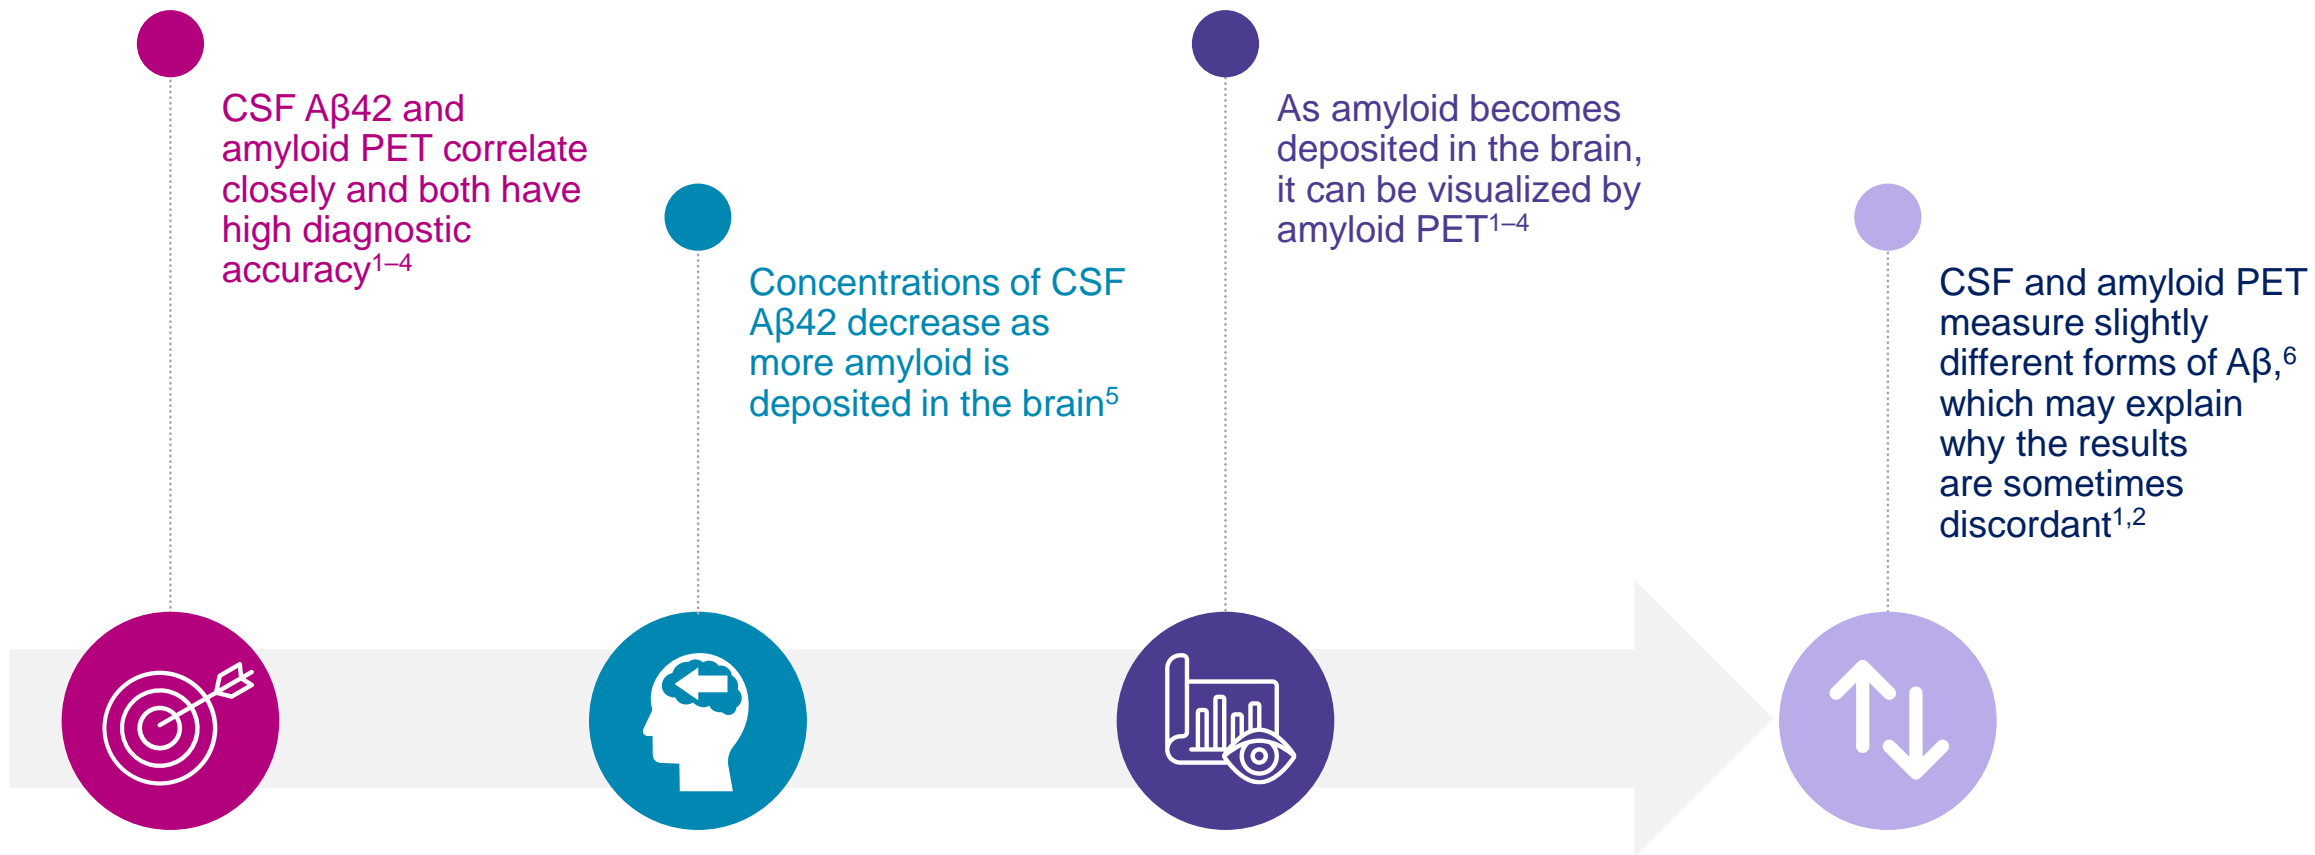 CSF Aβ42 and
amyloid PET correlate
closely and both have
high diagnostic
accuracy¹⁻⁴
Concentrations of CSF
Aβ42 decrease as
more amyloid is
deposited in the brain⁵
As amyloid becomes
deposited in the brain,
it can be visualized by
amyloid PET¹⁻⁴
CSF and amyloid PET
measure slightly
different forms of Aβ,⁶
which may explain
why the results
are sometimes
discordant¹,²